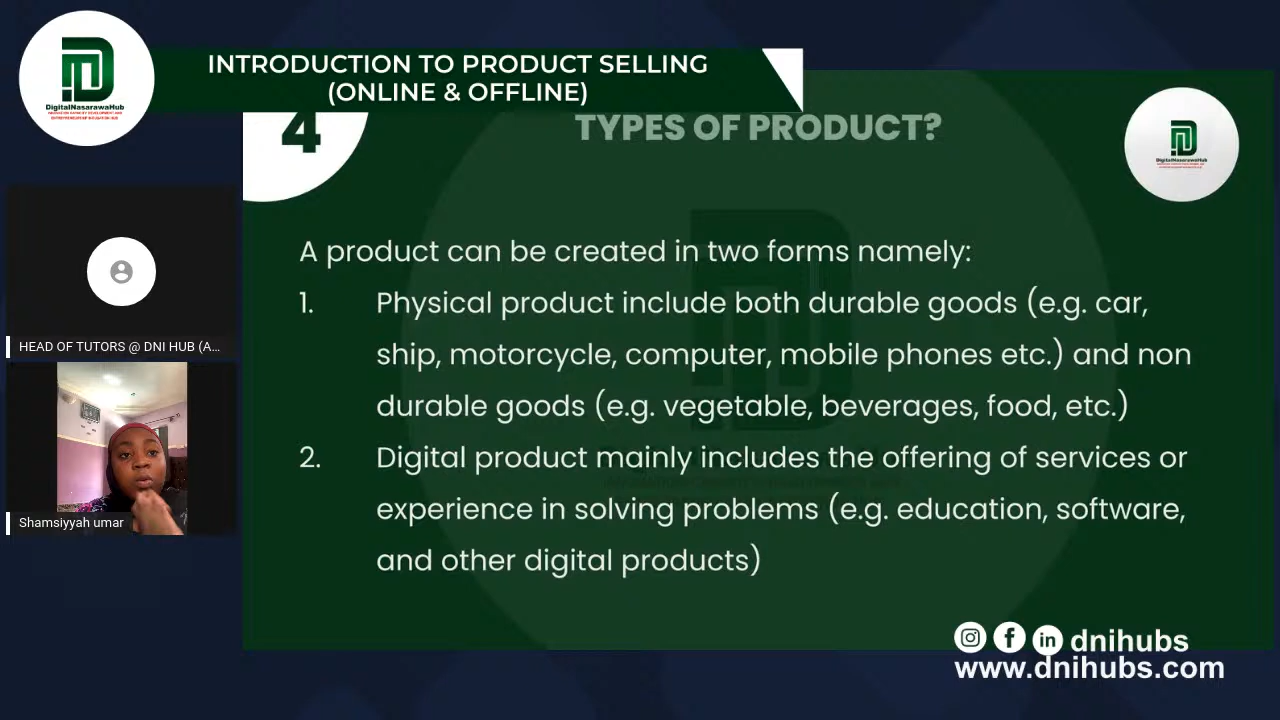 DigitalNasarawaHub
INTRODUCTION TO PRODUCT SELLING
(ONLINE & OFFLINE)
4
TYPES OF PRODUCT?
DigitalNasarawaHub
A product can be created in two forms namely:
1. Physical product include both durable goods (e.g. car,
ship, motorcycle, computer, mobile phones etc.) and non
durable goods (e.g. vegetable, beverages, food, etc.)
2. Digital product mainly includes the offering of services or
experience in solving problems (e.g. education, software,
and other digital products)
HEAD OF TUTORS @ DNI HUB (A...
Shamsiyyah umar
dnihubs
www.dnihubs.com